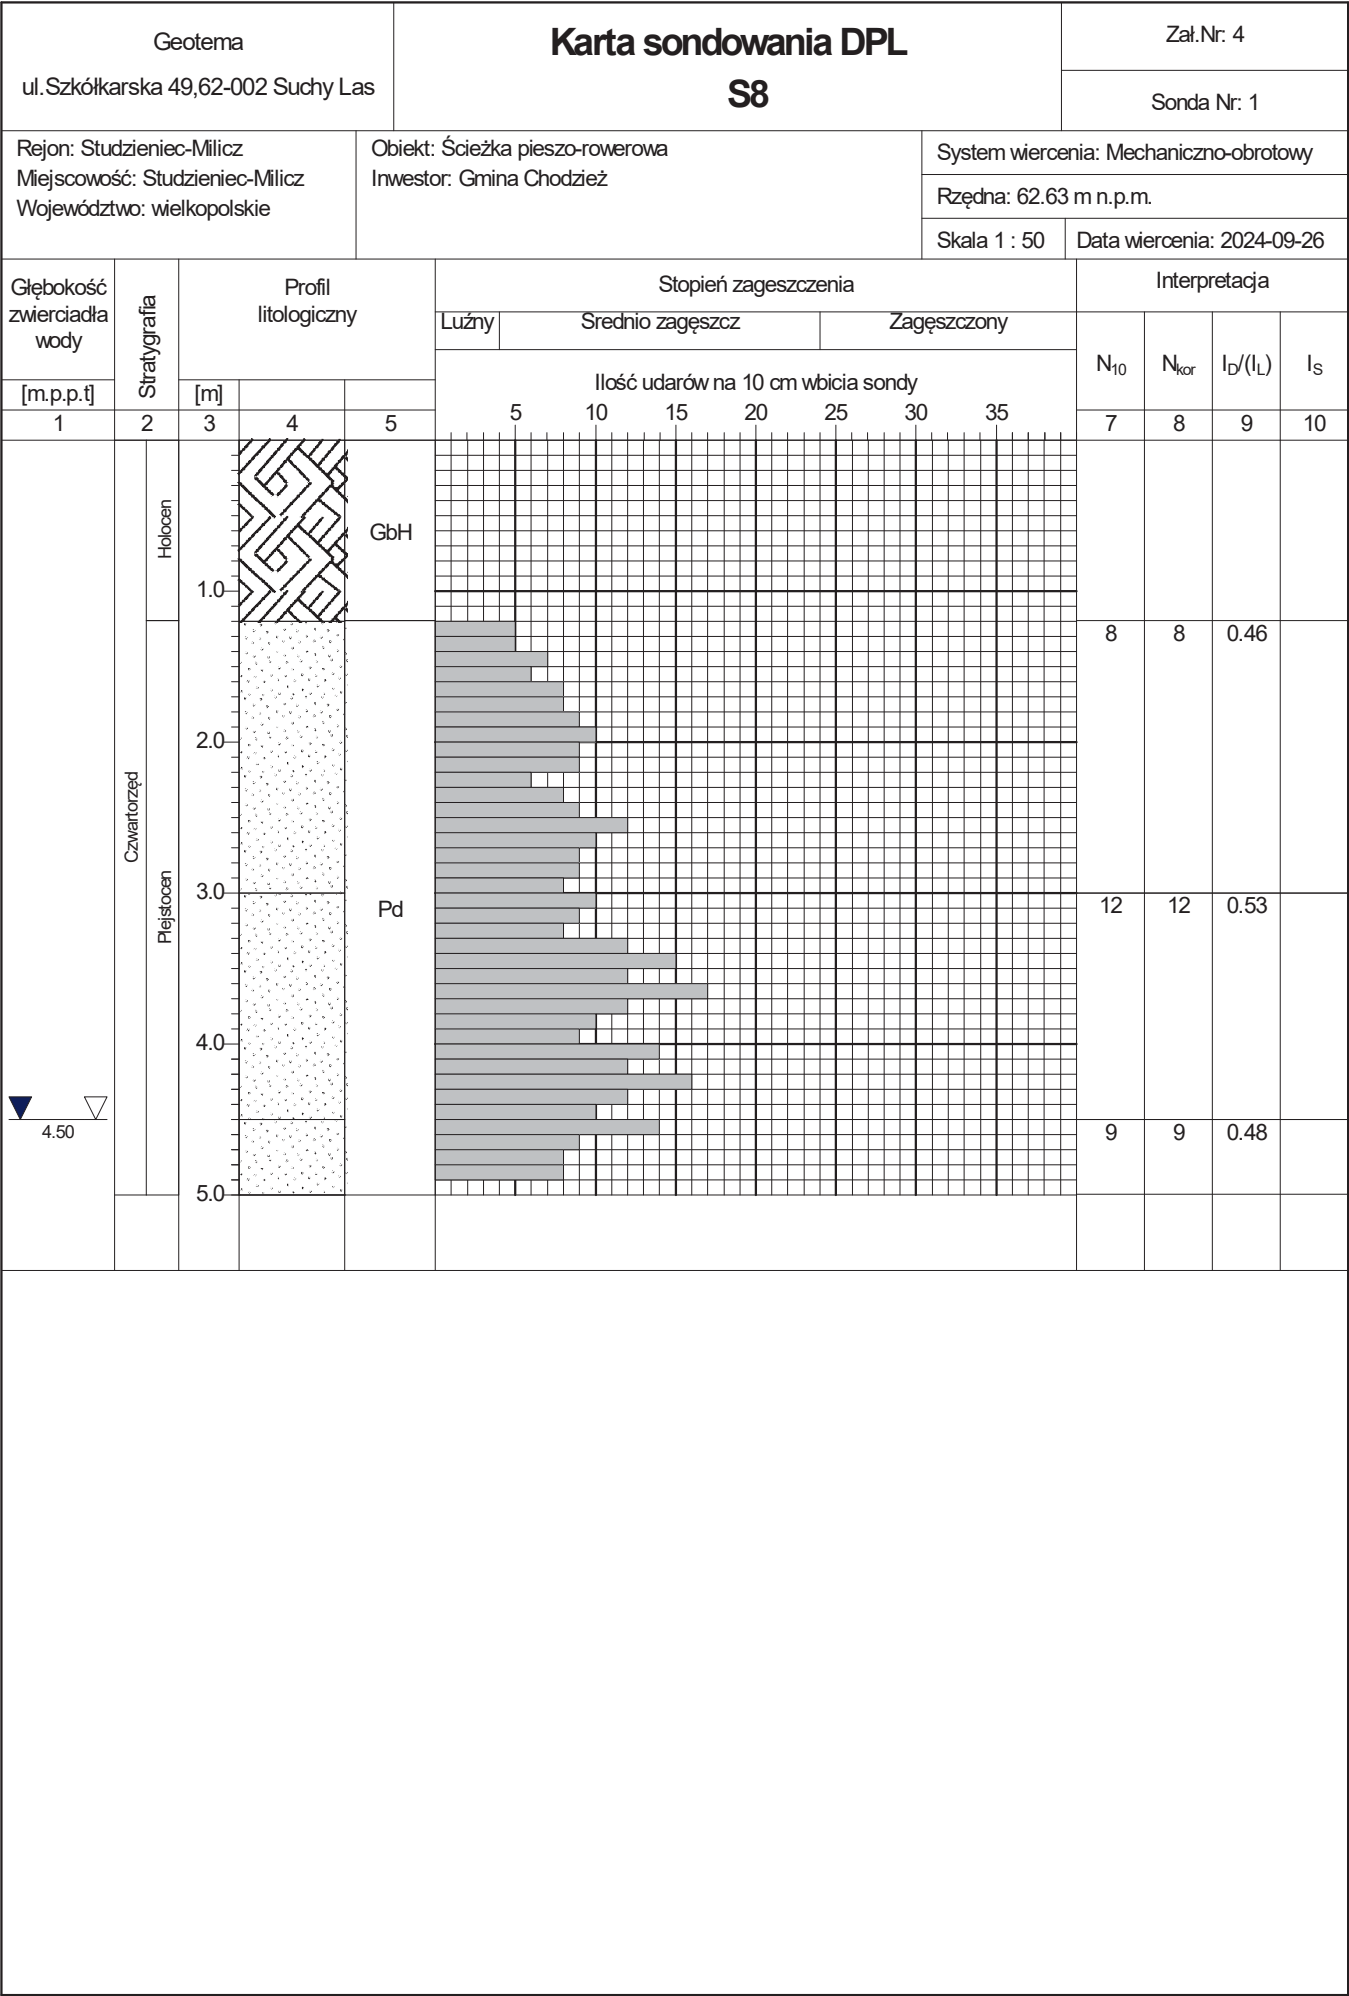 Geotema
ul.Szkółkarska 49,62-002 Suchy Las
Karta sondowania DPL
S8
Zał.Nr: 4
Sonda Nr: 1
Rejon: Studzieniec-Milicz
Miejscowość: Studzieniec-Milicz
Województwo: wielkopolskie
Obiekt: Ścieżka pieszo-rowerowa
Inwestor: Gmina Chodzież
System wiercenia: Mechaniczno-obrotowy
Rzędna: 62.63 m n.p.m.
Skala 1 : 50
Data wiercenia: 2024-09-26
Głębokość
zwierciadła
wody
[m.p.p.t]
Stratygrafia
Profil
litologiczny
[m]
Stopień zageszczenia
Luźny
Srednio zagęszcz
Zagęszczony
Ilość udarów na 10 cm wbicia sondy
5 10 15 20 25 30 35
Interpretacja
N10
Nkor
ID/(IL)
IS
1 2 3 4 5 7 8 9 10
Czwartorzęd
Holocen
Plejstocen
GbH
Pd
1.0
2.0
3.0
4.0
5.0
4.50
8 8 0.46
12 12 0.53
9 9 0.48